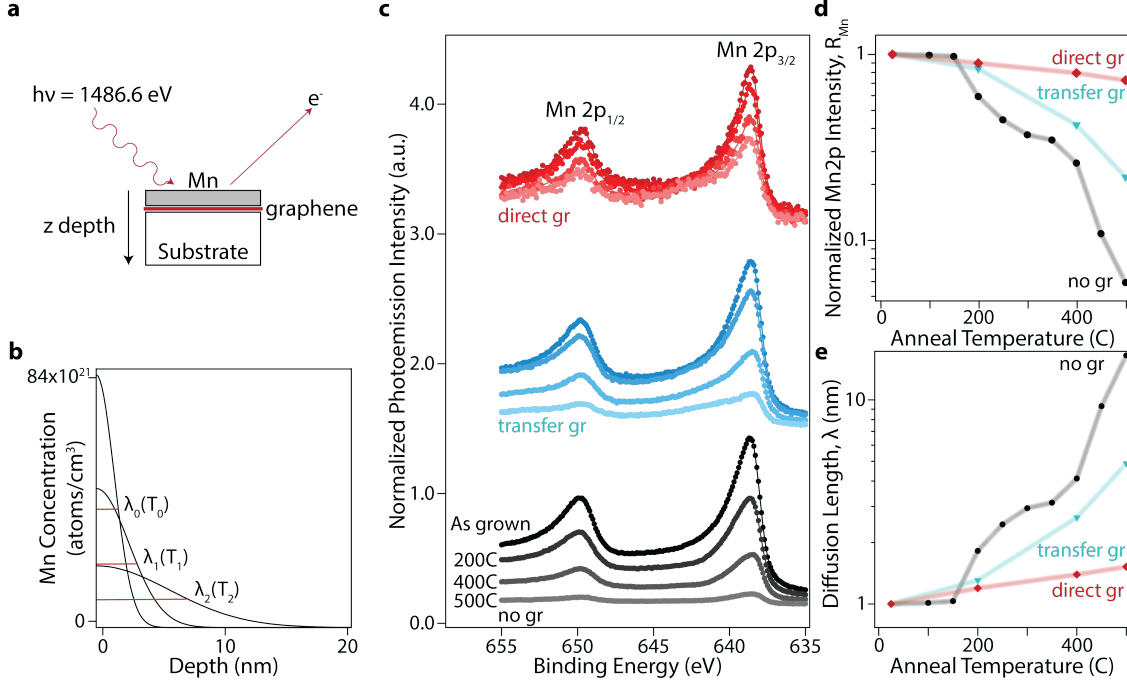 a
hν = 1486.6 eV
e-
Mn
graphene
z depth
Substrate
b
84x10^21
Mn Concentration
(atoms/cm³)
λ₀(T₀)
λ₁(T₁)
λ₂(T₂)
0
0
10
20
Depth (nm)
c
Normalized Photoemission Intensity (a.u.)
4.0
3.0
2.0
1.0
0.0
Mn 2p3/2
Mn 2p1/2
direct gr
transfer gr
As grown
200C
400C
500C
no gr
655
650
645
640
635
Binding Energy (eV)
d
Normalized Mn2p Intensity, RMn
1
0.1
direct gr
transfer gr
no gr
0
200
400
Anneal Temperature (C)
e
Diffusion Length, λ (nm)
10
1
no gr
transfer gr
direct gr
0
200
400
Anneal Temperature (C)